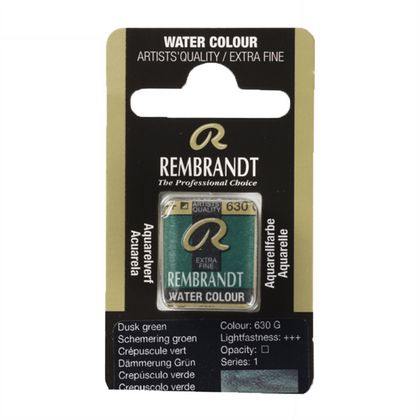 WATER COLOUR
ARTISTS'QUALITY / EXTRA FINE
R
REMBRANDT
The Professional Choice
Aquarelverf
Acuarela
Aquarellfarbe
Aquarelle
ARTISTS' QUALITY 630
R
EXTRA
FINE
REMBRANDT
WATER COLOUR
Dusk green
Schemering groen
Crépuscule vert
Dämmerung Grün
Crepúsculo verde
Crepuscolo verde
Colour: 630 G
Lightfastness: +++
Opacity: □
Series: 1